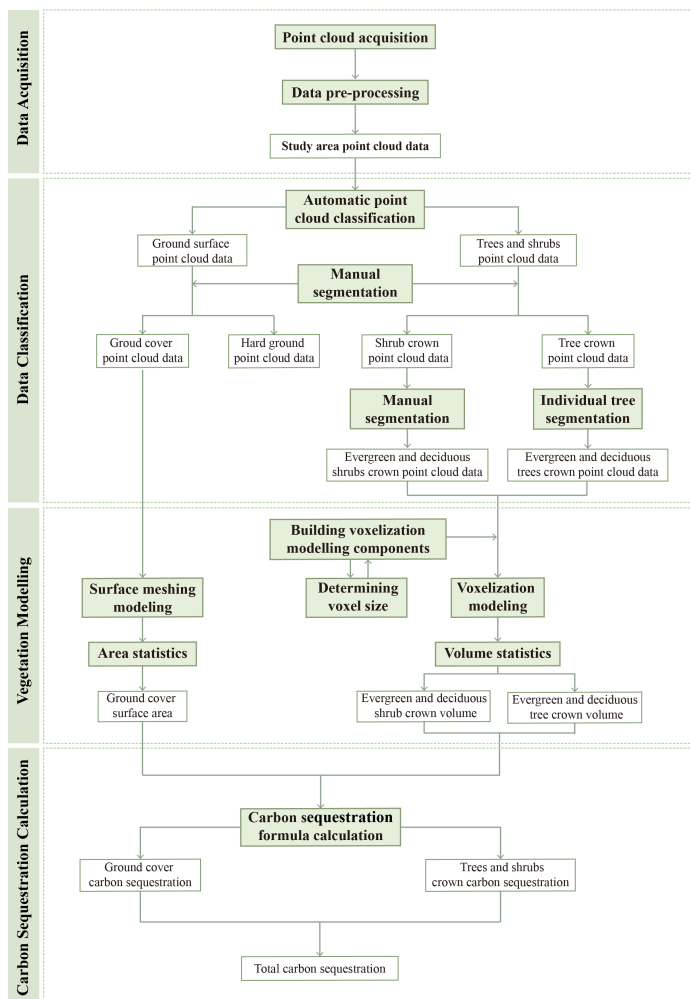 Data Acquisition
Point cloud acquisition
Data pre-processing
Study area point cloud data
Data Classification
Automatic point
cloud classification
Ground surface
point cloud data
Trees and shrubs
point cloud data
Manual
segmentation
Groud cover
point cloud data
Hard ground
point cloud data
Shrub crown
point cloud data
Tree crown
point cloud data
Manual
segmentation
Individual tree
segmentation
Evergreen and deciduous
shrubs crown point cloud data
Evergreen and deciduous
trees crown point cloud data
Vegetation Modelling
Building voxelization
modelling components
Surface meshing
modeling
Determining
voxel size
Voxelization
modeling
Area statistics
Volume statistics
Ground cover
surface area
Evergreen and deciduous
shrub crown volume
Evergreen and deciduous
tree crown volume
Carbon Sequestration Calculation
Carbon sequestration
formula calculation
Ground cover
carbon sequestration
Trees and shrubs
crown carbon sequestration
Total carbon sequestration